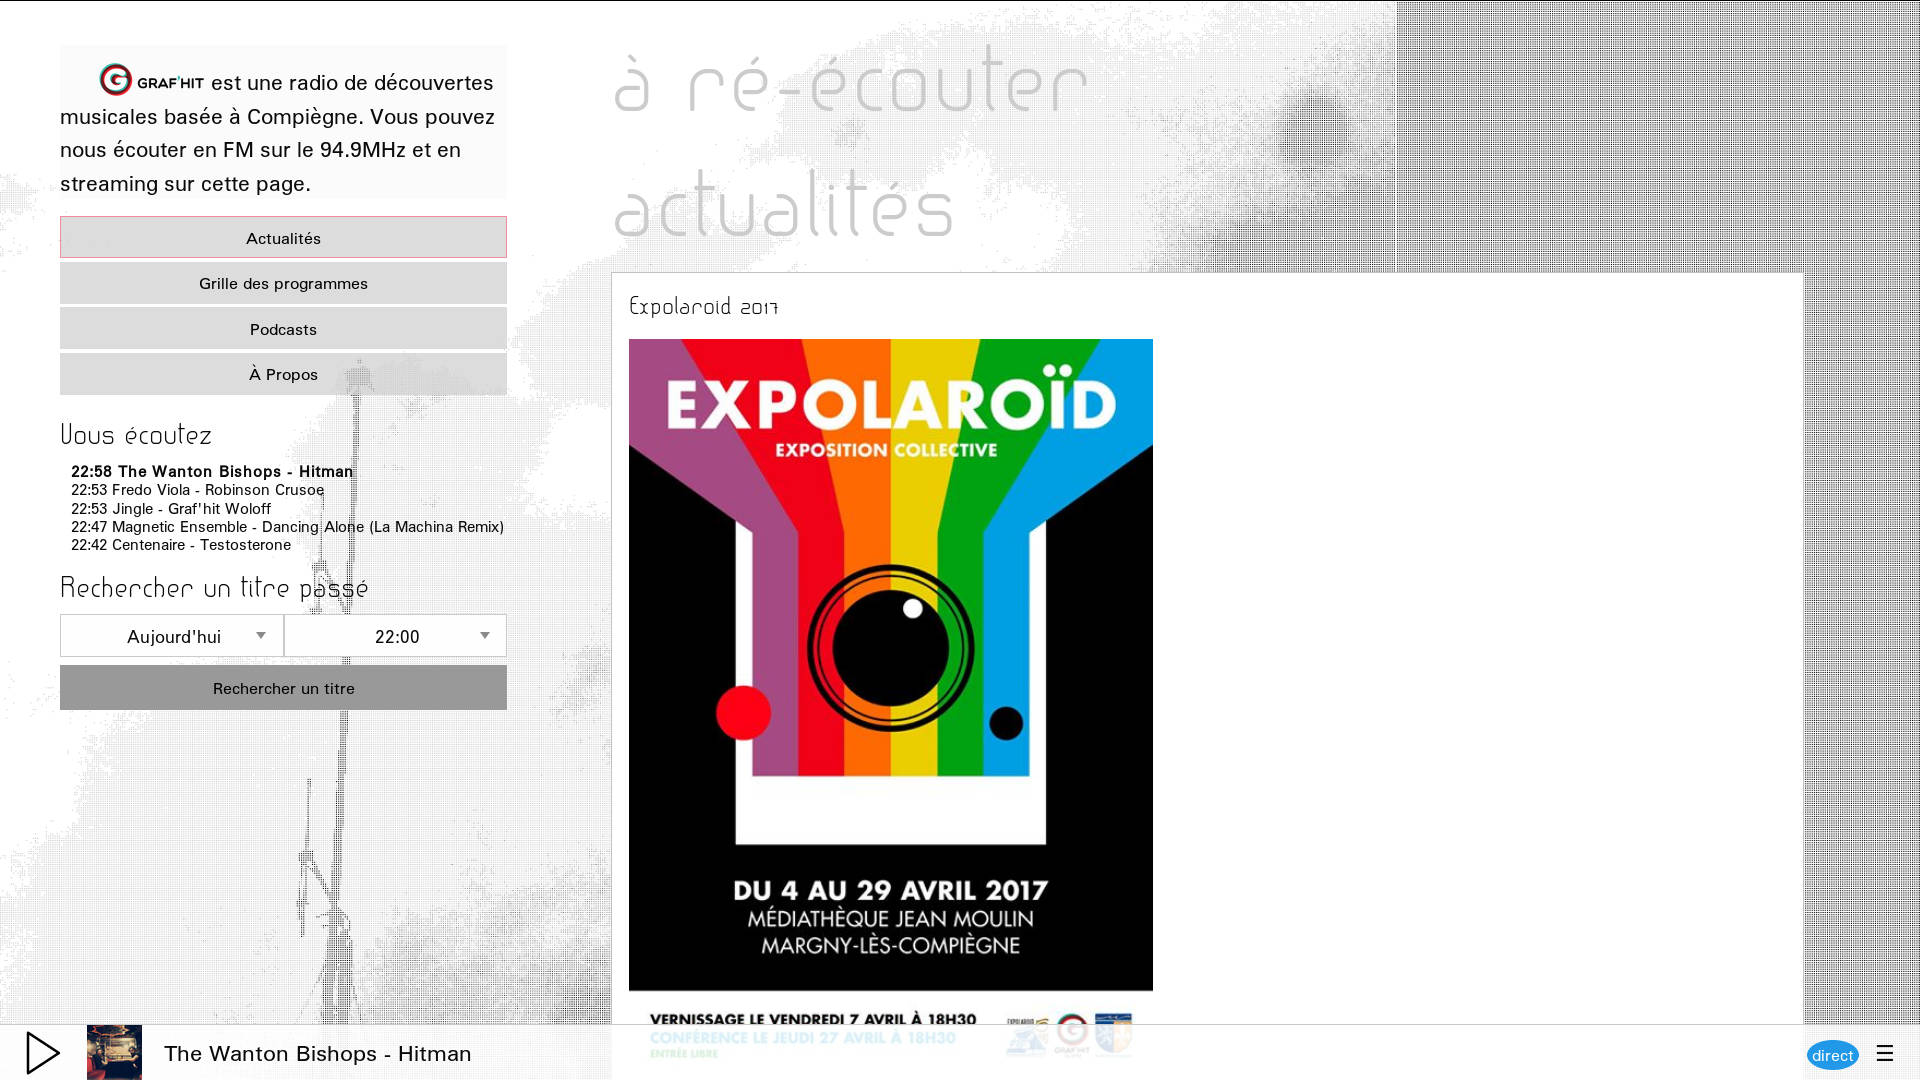 GRAF'HIT est une radio de découvertes
musicales basée à Compiègne. Vous pouvez
nous écouter en FM sur le 94.9MHz et en
streaming sur cette page.
Actualités
Grille des programmes
Podcasts
À Propos
Vous écoutez
22:58 The Wanton Bishops - Hitman
22:53 Fredo Viola - Robinson Crusoe
22:53 Jingle - Graf'hit Woloff
22:47 Magnetic Ensemble - Dancing Alone (La Machina Remix)
22:42 Centenaire - Testosterone
Rechercher un titre passé
Aujourd'hui 22:00
Rechercher un titre
à ré-écouter
actualités
Expolaroid 2017
EXPOLAROÏD
EXPOSITION COLLECTIVE
DU 4 AU 29 AVRIL 2017
MÉDIATHÈQUE JEAN MOULIN
MARGNY-LÈS-COMPIÈGNE
VERNISSAGE LE VENDREDI 7 AVRIL À 18H30
CONFÉRENCE LE JEUDI 27 AVRIL À 18H30
ENTRÉE LIBRE
EXPOLAROID
GRAF'HIT
The Wanton Bishops - Hitman
direct